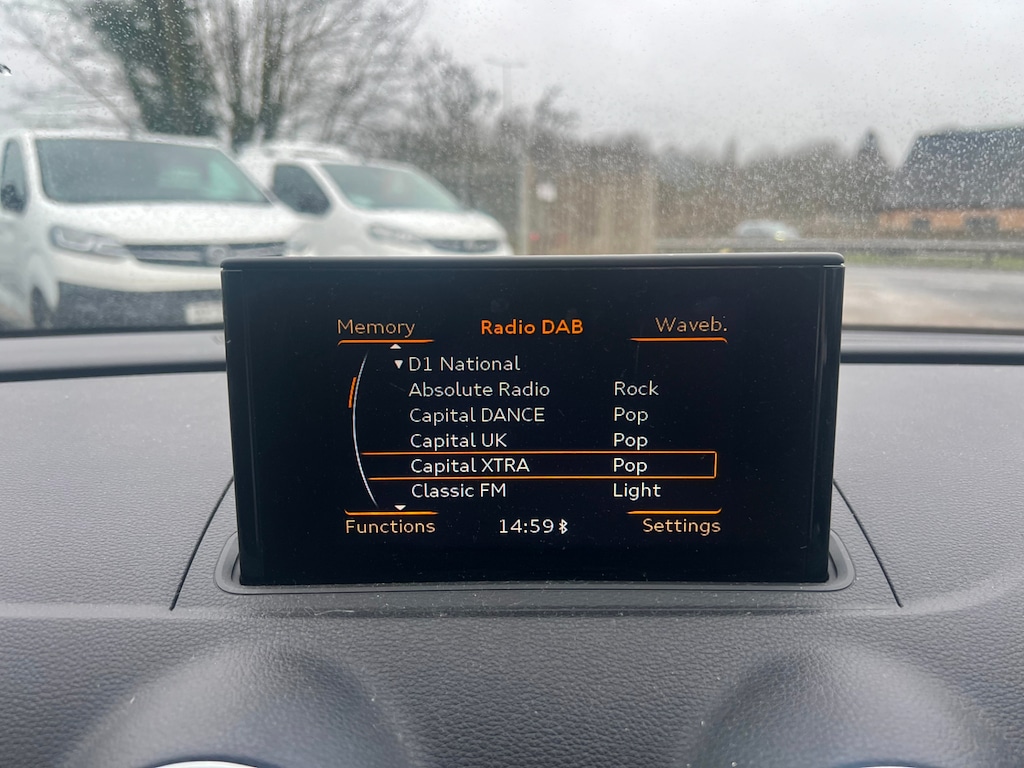 Memory Radio DAB Waveb.
D1 National
Absolute Radio Rock
Capital DANCE Pop
Capital UK Pop
Capital XTRA Pop
Classic FM Light
Functions 14:59 Settings